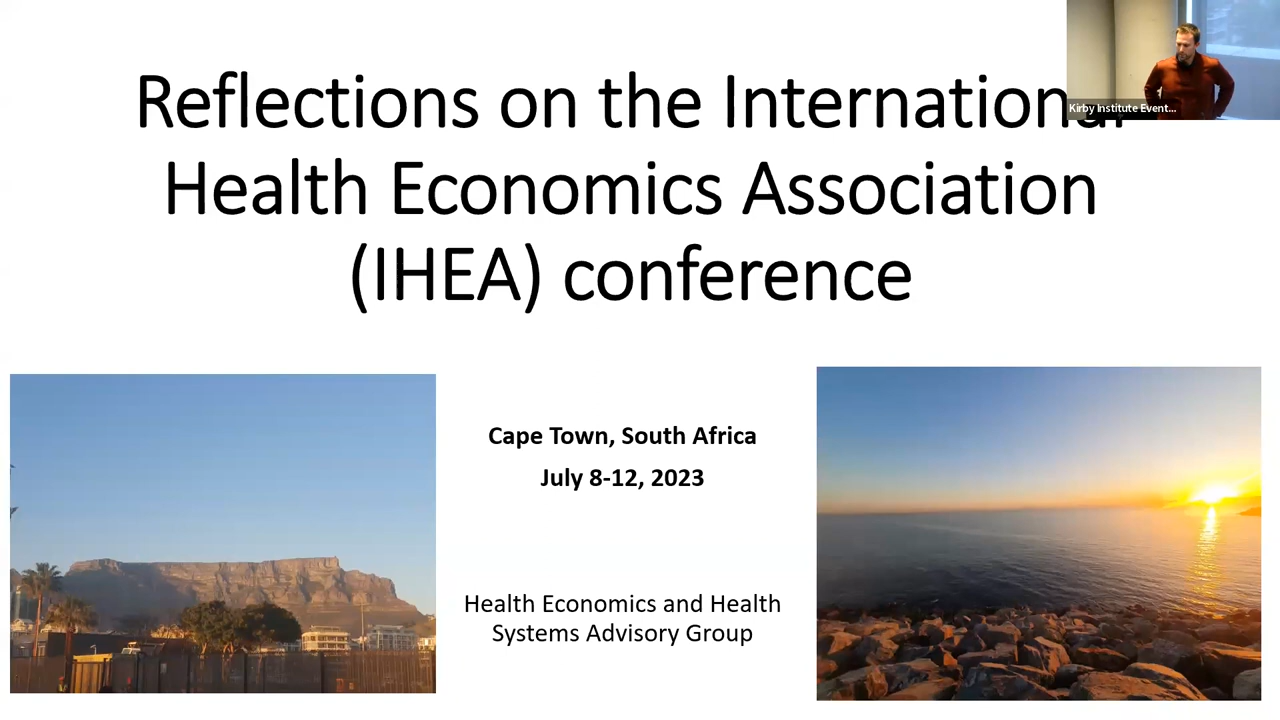 Reflections on the International
Health Economics Association
(IHEA) conference
Kirby Institute Event...
Cape Town, South Africa
July 8-12, 2023
Health Economics and Health
Systems Advisory Group